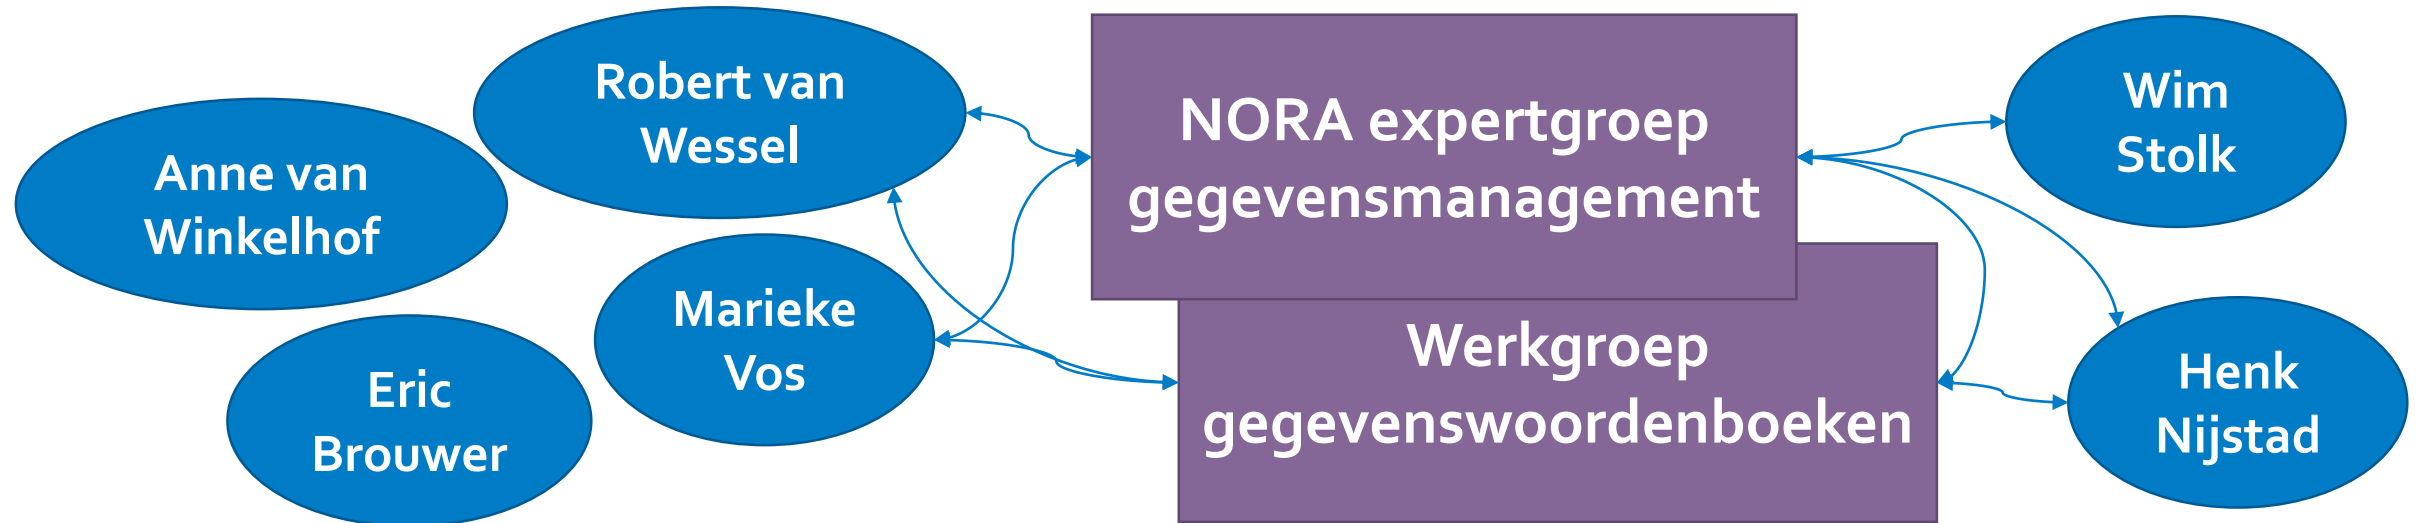 Anne van
Winkelhof
Robert van
Wessel
Eric
Brouwer
Marieke
Vos
NORA expertgroep
gegevensmanagement
Werkgroep
gegevenswoordenboeken
Wim
Stolk
Henk
Nijstad